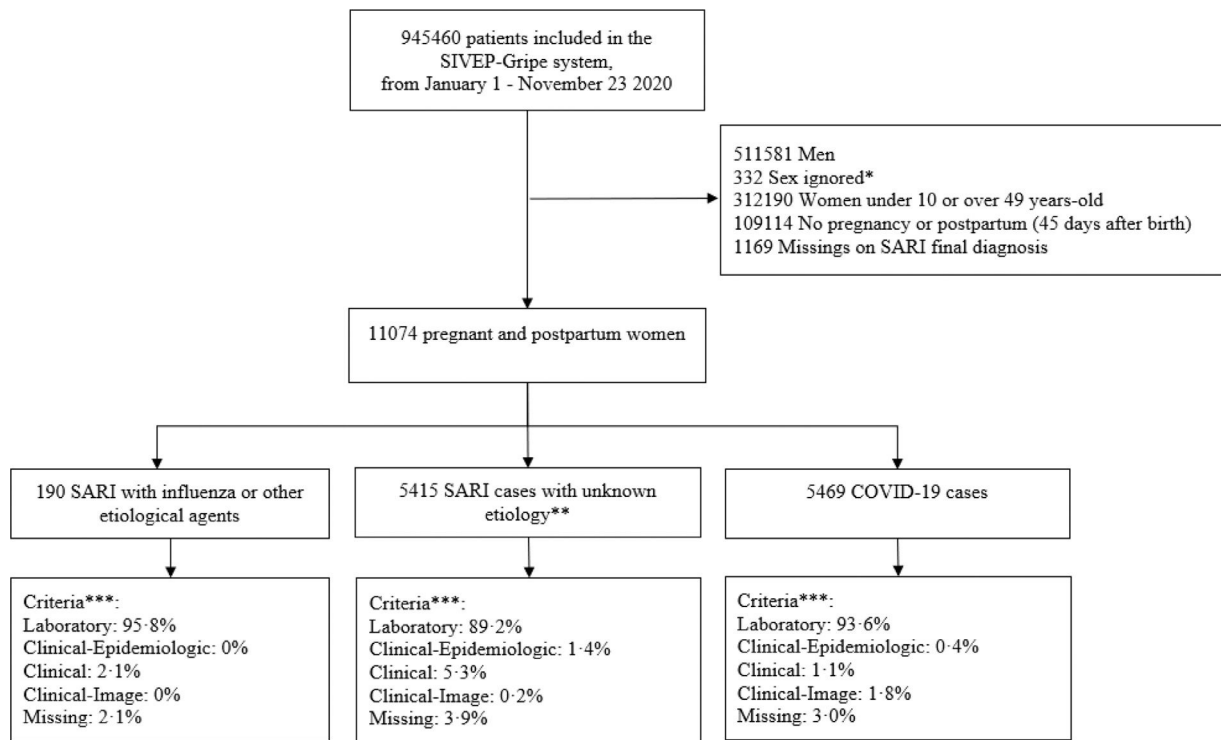 945460 patients included in the
SIVEP-Gripe system,
from January 1 - November 23 2020
511581 Men
332 Sex ignored*
312190 Women under 10 or over 49 years-old
109114 No pregnancy or postpartum (45 days after birth)
1169 Missings on SARI final diagnosis
11074 pregnant and postpartum women
190 SARI with influenza or other
etiological agents
5415 SARI cases with unknown
etiology**
5469 COVID-19 cases
Criteria***:
Laboratory: 95·8%
Clinical-Epidemiologic: 0%
Clinical: 2·1%
Clinical-Image: 0%
Missing: 2·1%
Criteria***:
Laboratory: 89·2%
Clinical-Epidemiologic: 1·4%
Clinical: 5·3%
Clinical-Image: 0·2%
Missing: 3·9%
Criteria***:
Laboratory: 93·6%
Clinical-Epidemiologic: 0·4%
Clinical: 1·1%
Clinical-Image: 1·8%
Missing: 3·0%